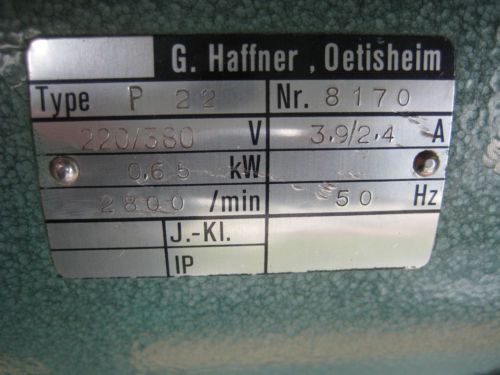 G. Haffner , Oetisheim
Type P 22 Nr. 8170
220/380 V 3,9/2,4 A
0,65 kW
2800 /min 50 Hz
J.-Kl.
IP